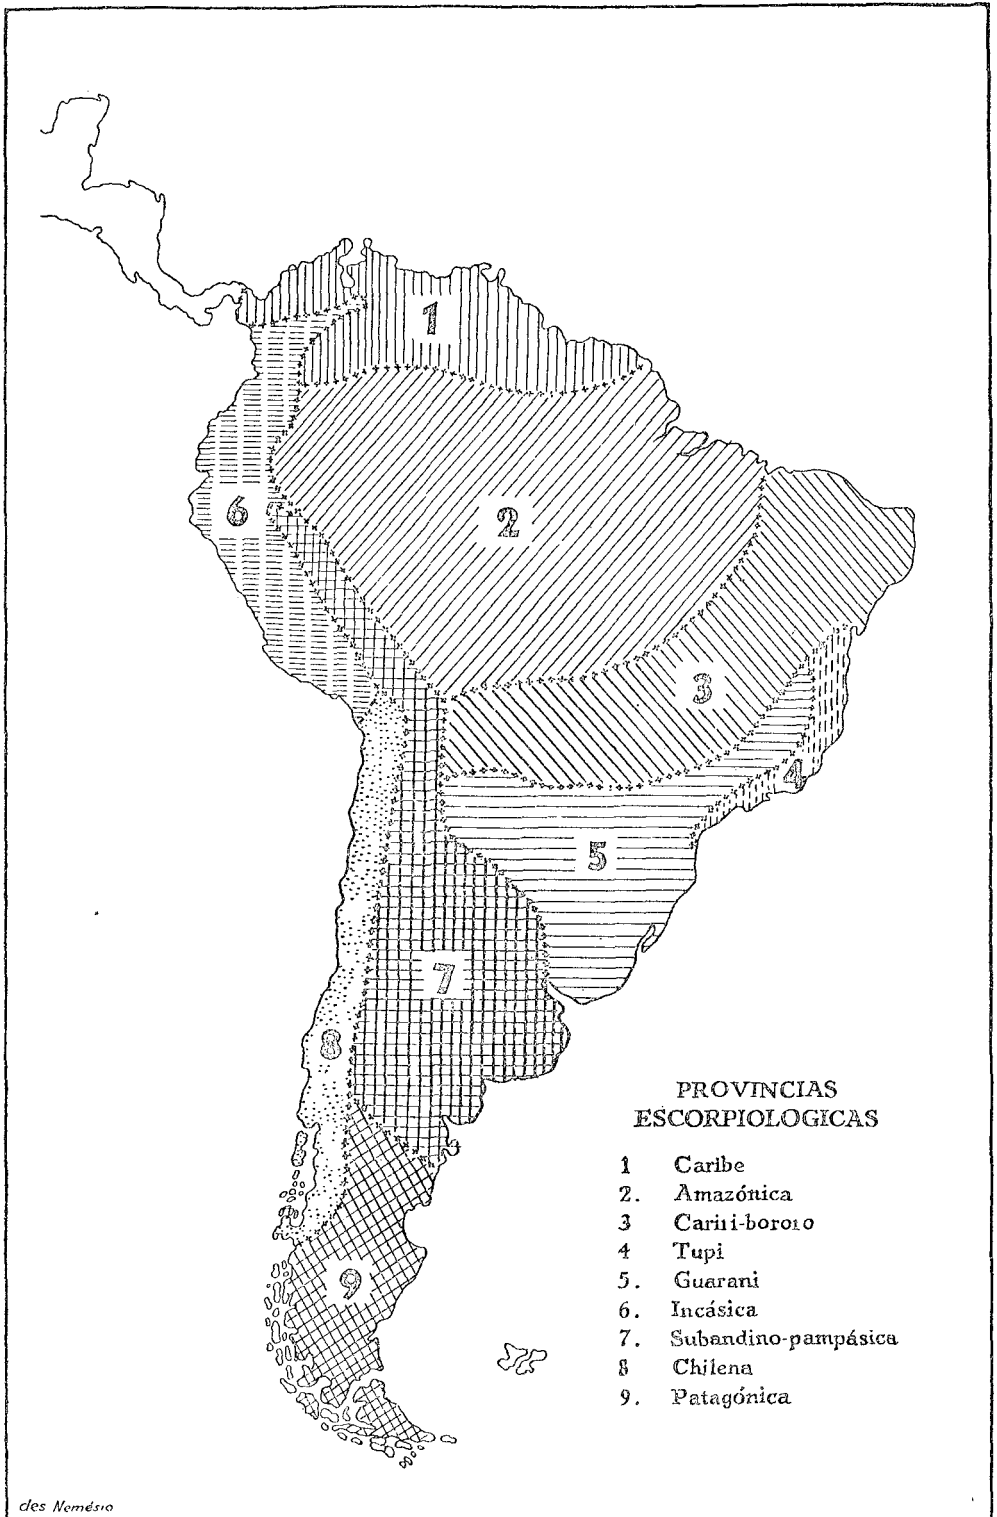 1
2
3
4
5
6
7
8
9
PROVINCIAS
ESCORPIOLOGICAS
1 Caribe
2. Amazónica
3 Cariri-bororo
4 Tupi
5. Guarani
6. Incásica
7. Subandino-pampásica
8 Chilena
9. Patagónica
des Nemésio